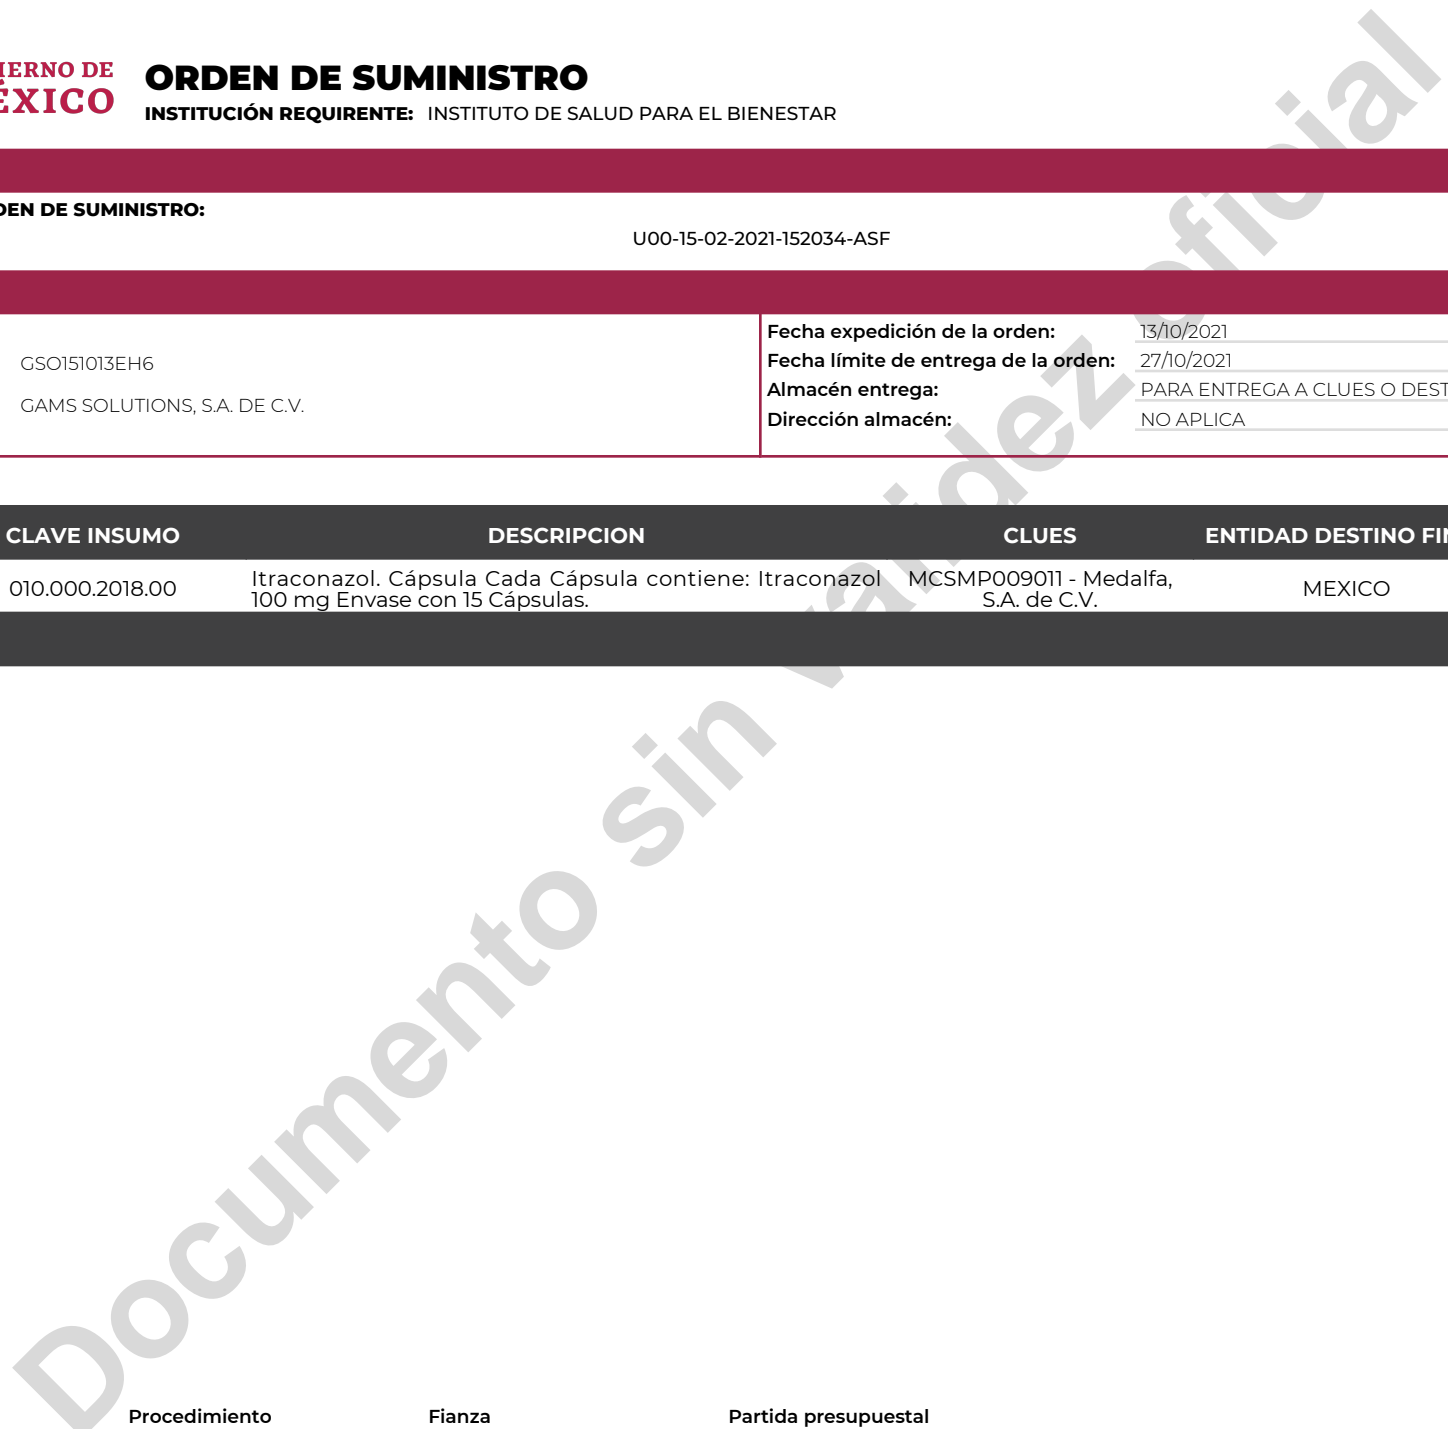 IERNO DE
ÉXICO
ORDEN DE SUMINISTRO
INSTITUCIÓN REQUIRENTE: INSTITUTO DE SALUD PARA EL BIENESTAR
DEN DE SUMINISTRO:
U00-15-02-2021-152034-ASF
GSO151013EH6
GAMS SOLUTIONS, S.A. DE C.V.
Fecha expedición de la orden: 13/10/2021
Fecha límite de entrega de la orden: 27/10/2021
Almacén entrega: PARA ENTREGA A CLUES O DEST
Dirección almacén: NO APLICA
CLAVE INSUMO DESCRIPCION CLUES ENTIDAD DESTINO FIN
010.000.2018.00 Itraconazol. Cápsula Cada Cápsula contiene: Itraconazol MCSMP009011 - Medalfa, MEXICO
100 mg Envase con 15 Cápsulas. S.A. de C.V.
Documento sin validez oficial
Procedimiento Fianza Partida presupuestal